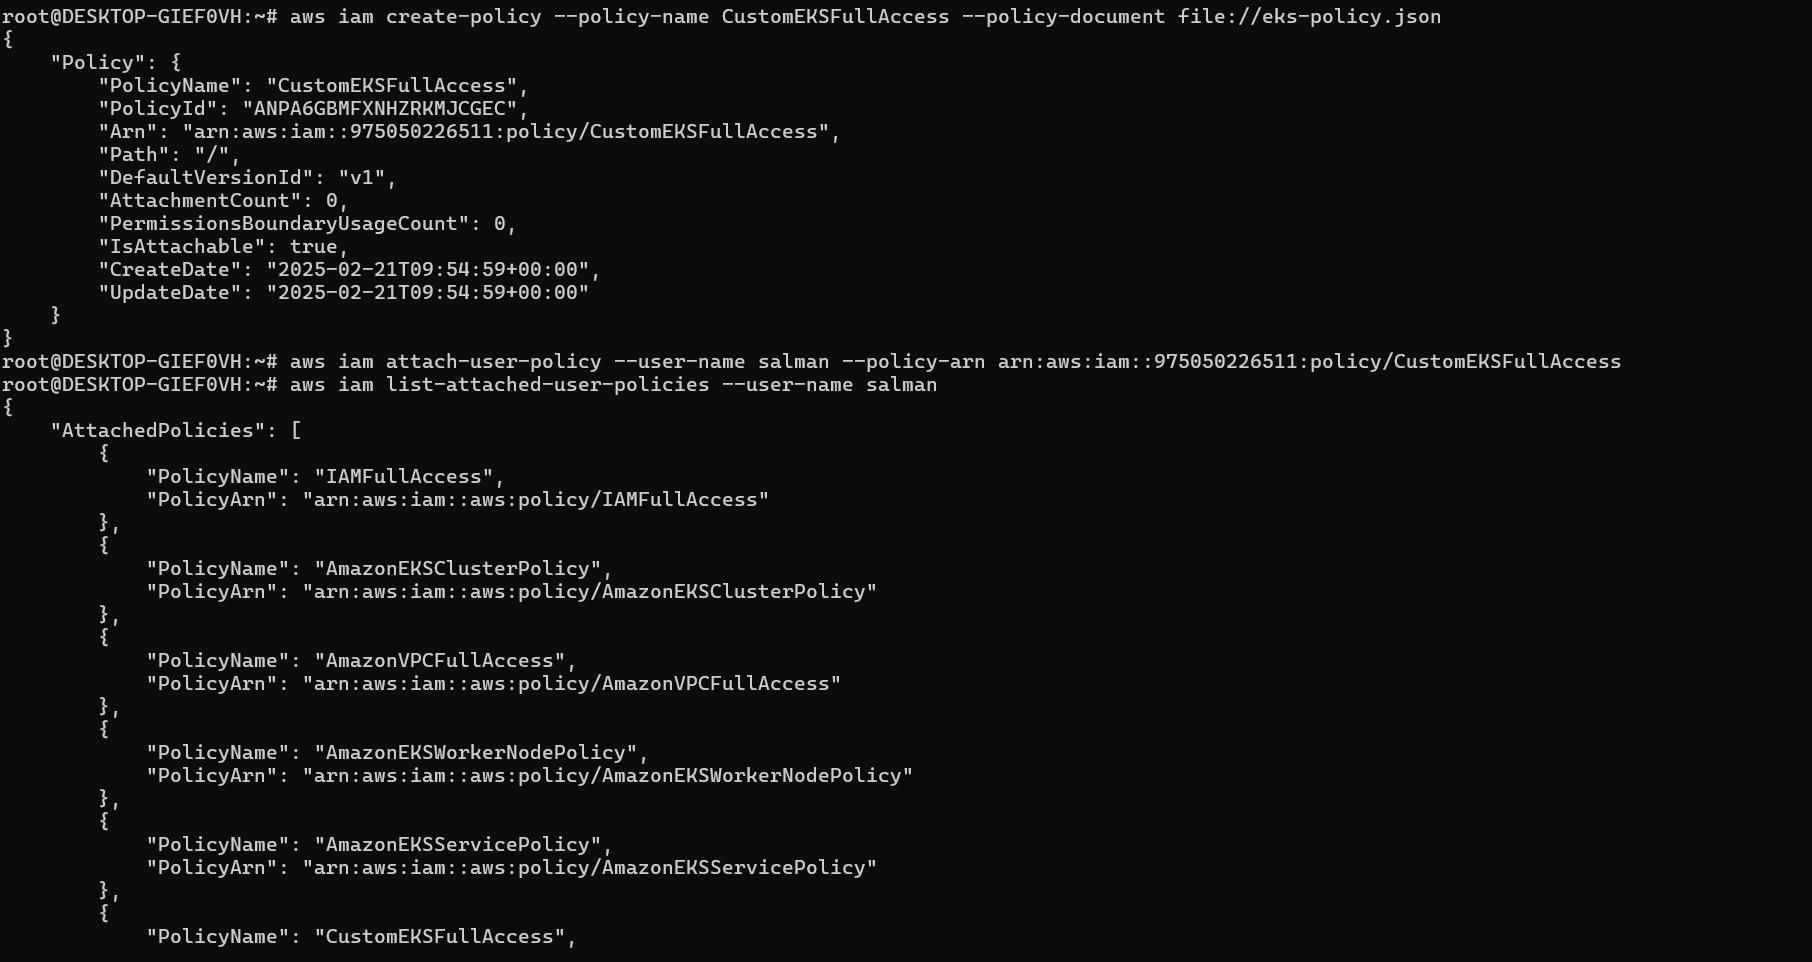 root@DESKTOP-GIEF0VH:~# aws iam create-policy --policy-name CustomEKSFullAccess --policy-document file://eks-policy.json
{
    "Policy": {
        "PolicyName": "CustomEKSFullAccess",
        "PolicyId": "ANPA6GBMFXNHZRKMJCGEC",
        "Arn": "arn:aws:iam::975050226511:policy/CustomEKSFullAccess",
        "Path": "/",
        "DefaultVersionId": "v1",
        "AttachmentCount": 0,
        "PermissionsBoundaryUsageCount": 0,
        "IsAttachable": true,
        "CreateDate": "2025-02-21T09:54:59+00:00",
        "UpdateDate": "2025-02-21T09:54:59+00:00"
    }
}
root@DESKTOP-GIEF0VH:~# aws iam attach-user-policy --user-name salman --policy-arn arn:aws:iam::975050226511:policy/CustomEKSFullAccess
root@DESKTOP-GIEF0VH:~# aws iam list-attached-user-policies --user-name salman
{
    "AttachedPolicies": [
        {
            "PolicyName": "IAMFullAccess",
            "PolicyArn": "arn:aws:iam::aws:policy/IAMFullAccess"
        },
        {
            "PolicyName": "AmazonEKSClusterPolicy",
            "PolicyArn": "arn:aws:iam::aws:policy/AmazonEKSClusterPolicy"
        },
        {
            "PolicyName": "AmazonVPCFullAccess",
            "PolicyArn": "arn:aws:iam::aws:policy/AmazonVPCFullAccess"
        },
        {
            "PolicyName": "AmazonEKSWorkerNodePolicy",
            "PolicyArn": "arn:aws:iam::aws:policy/AmazonEKSWorkerNodePolicy"
        },
        {
            "PolicyName": "AmazonEKSServicePolicy",
            "PolicyArn": "arn:aws:iam::aws:policy/AmazonEKSServicePolicy"
        },
        {
            "PolicyName": "CustomEKSFullAccess",